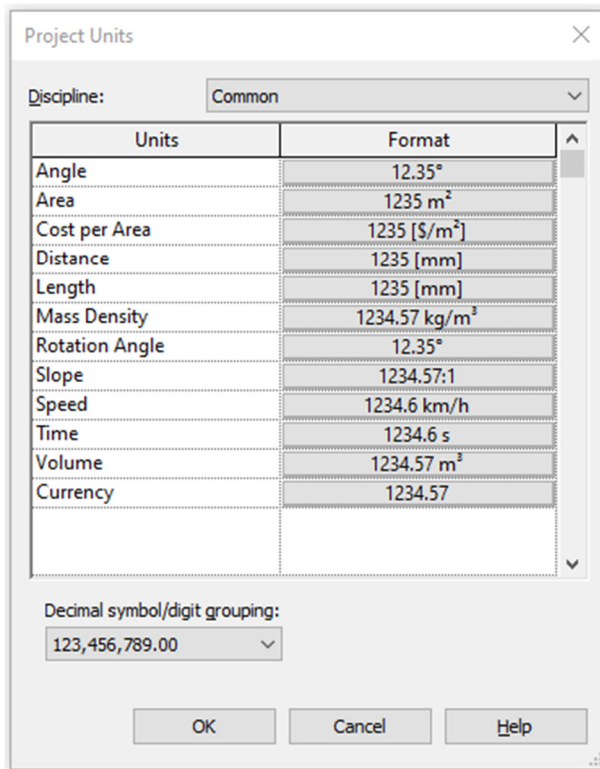 Project Units
Discipline: Common
Units Format
Angle 12.35°
Area 1235 m²
Cost per Area 1235 [$/m²]
Distance 1235 [mm]
Length 1235 [mm]
Mass Density 1234.57 kg/m³
Rotation Angle 12.35°
Slope 1234.57:1
Speed 1234.6 km/h
Time 1234.6 s
Volume 1234.57 m³
Currency 1234.57
Decimal symbol/digit grouping:
123,456,789.00
OK Cancel Help